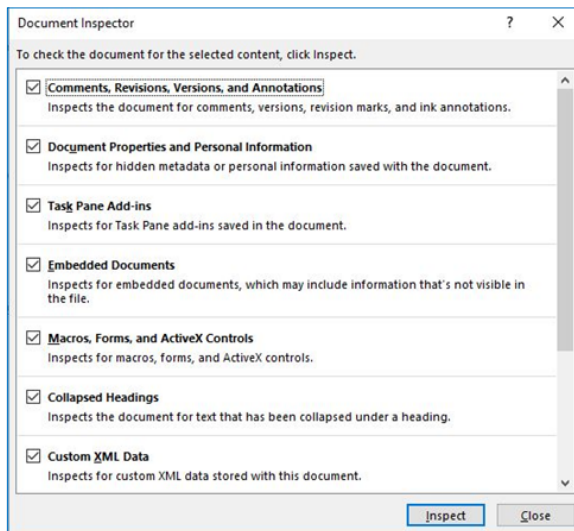 Document Inspector
To check the document for the selected content, click Inspect.
Comments, Revisions, Versions, and Annotations
Inspects the document for comments, versions, revision marks, and ink annotations.
Document Properties and Personal Information
Inspects for hidden metadata or personal information saved with the document.
Task Pane Add-ins
Inspects for Task Pane add-ins saved in the document.
Embedded Documents
Inspects for embedded documents, which may include information that's not visible in
the file.
Macros, Forms, and ActiveX Controls
Inspects for macros, forms, and ActiveX controls.
Collapsed Headings
Inspects the document for text that has been collapsed under a heading.
Custom XML Data
Inspects for custom XML data stored with this document.
Inspect Close